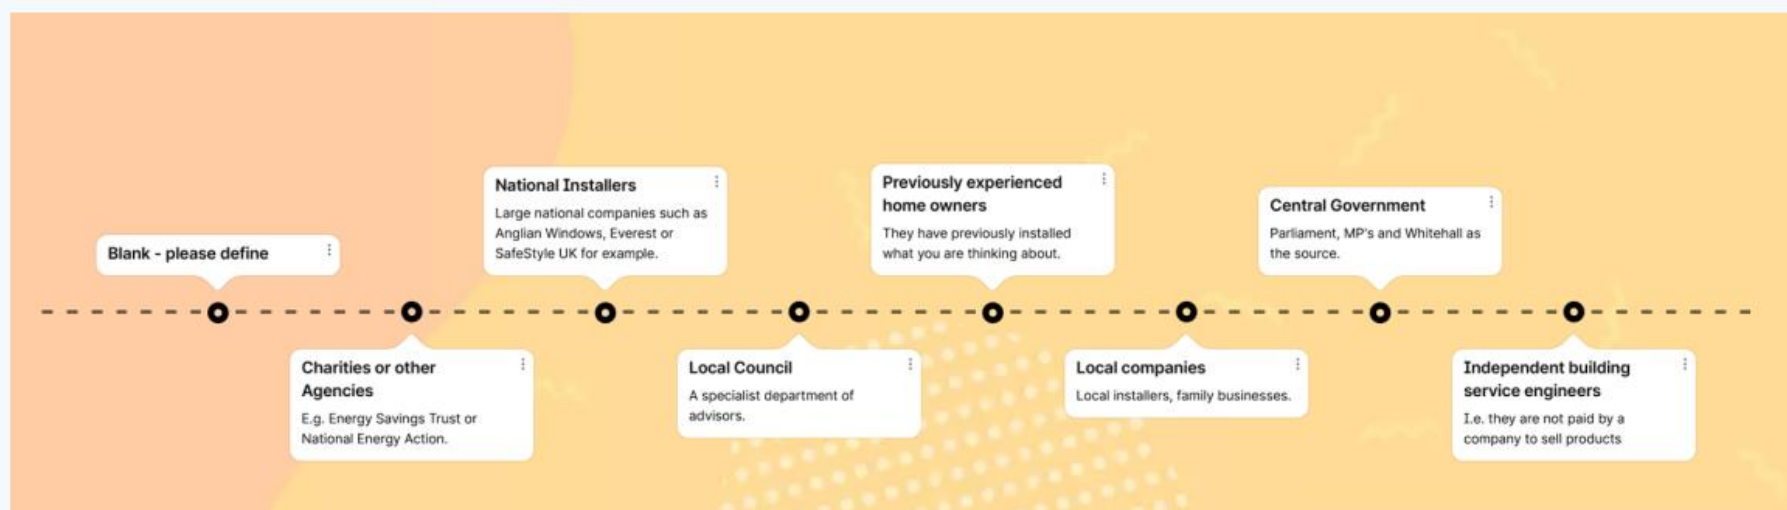 Blank - please define
Charities or other
Agencies
E.g. Energy Savings Trust or
National Energy Action.
National Installers
Large national companies such as
Anglian Windows, Everest or
SafeStyle UK for example.
Local Council
A specialist department of
advisors.
Previously experienced
home owners
They have previously installed
what you are thinking about.
Local companies
Local installers, family businesses.
Central Government
Parliament, MP's and Whitehall as
the source.
Independent building
service engineers
I.e. they are not paid by a
company to sell products